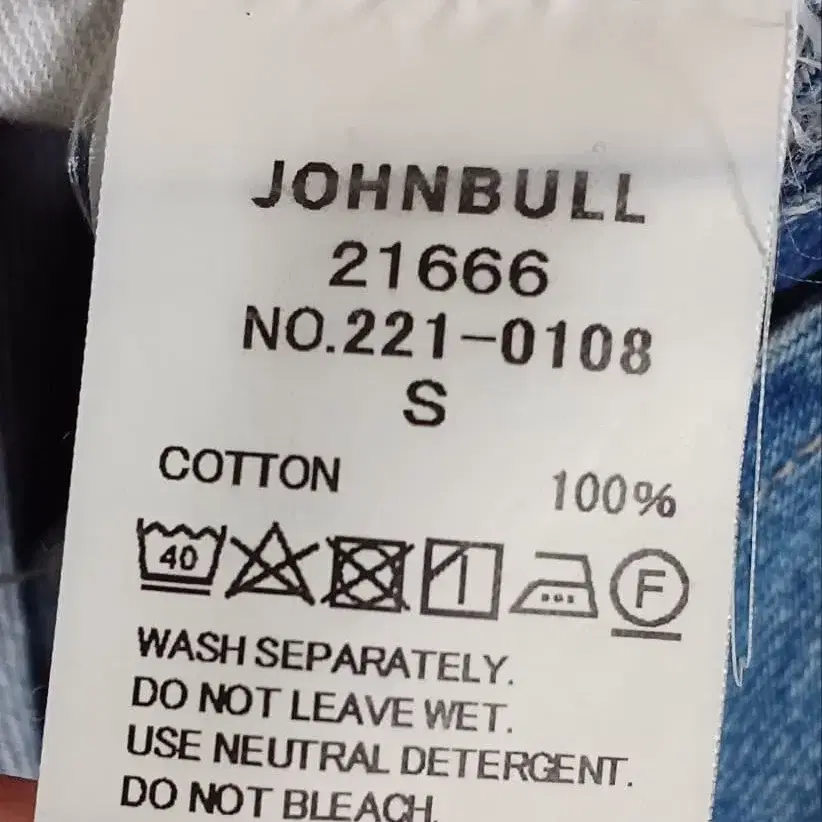 JOHNBULL
21666
NO.221-0108
S
COTTON 100%
40 F
WASH SEPARATELY.
DO NOT LEAVE WET.
USE NEUTRAL DETERGENT.
DO NOT BLEACH.